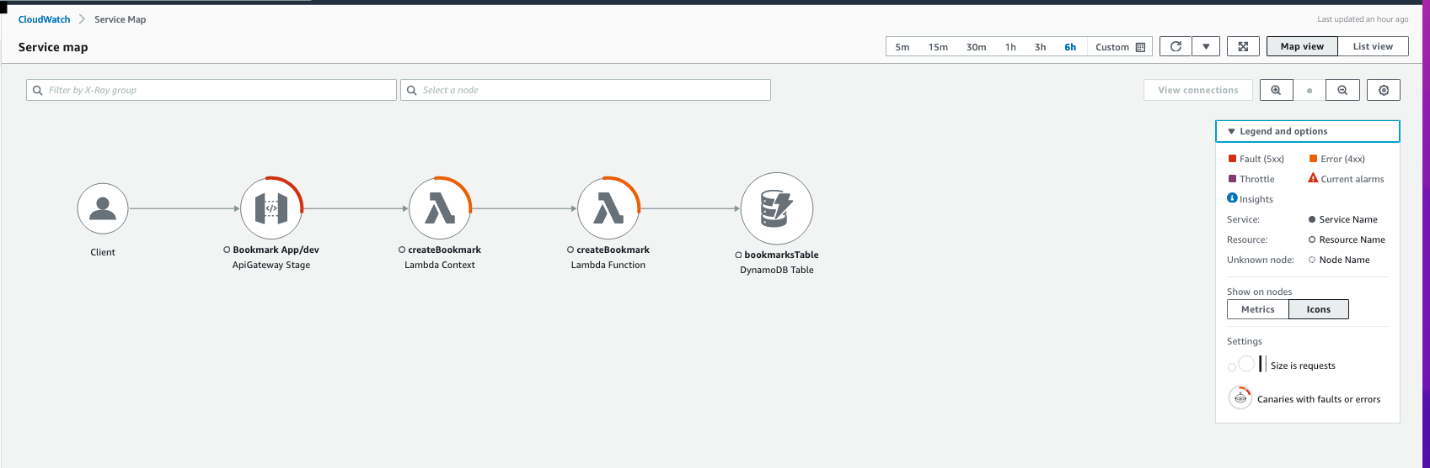 CloudWatch > Service Map
Last updated an hour ago
Service map
5m 15m 30m 1h 3h 6h Custom
Map view List view
Filter by X-Ray group
Select a node
View connections
Legend and options
Fault (5xx) Error (4xx)
Throttle Current alarms
Insights
Service: Service Name
Resource: Resource Name
Unknown node: Node Name
Show on nodes
Metrics Icons
Settings
Size is requests
Canaries with faults or errors
Client
Bookmark App/dev
ApiGateway Stage
createBookmark
Lambda Context
createBookmark
Lambda Function
bookmarksTable
DynamoDB Table